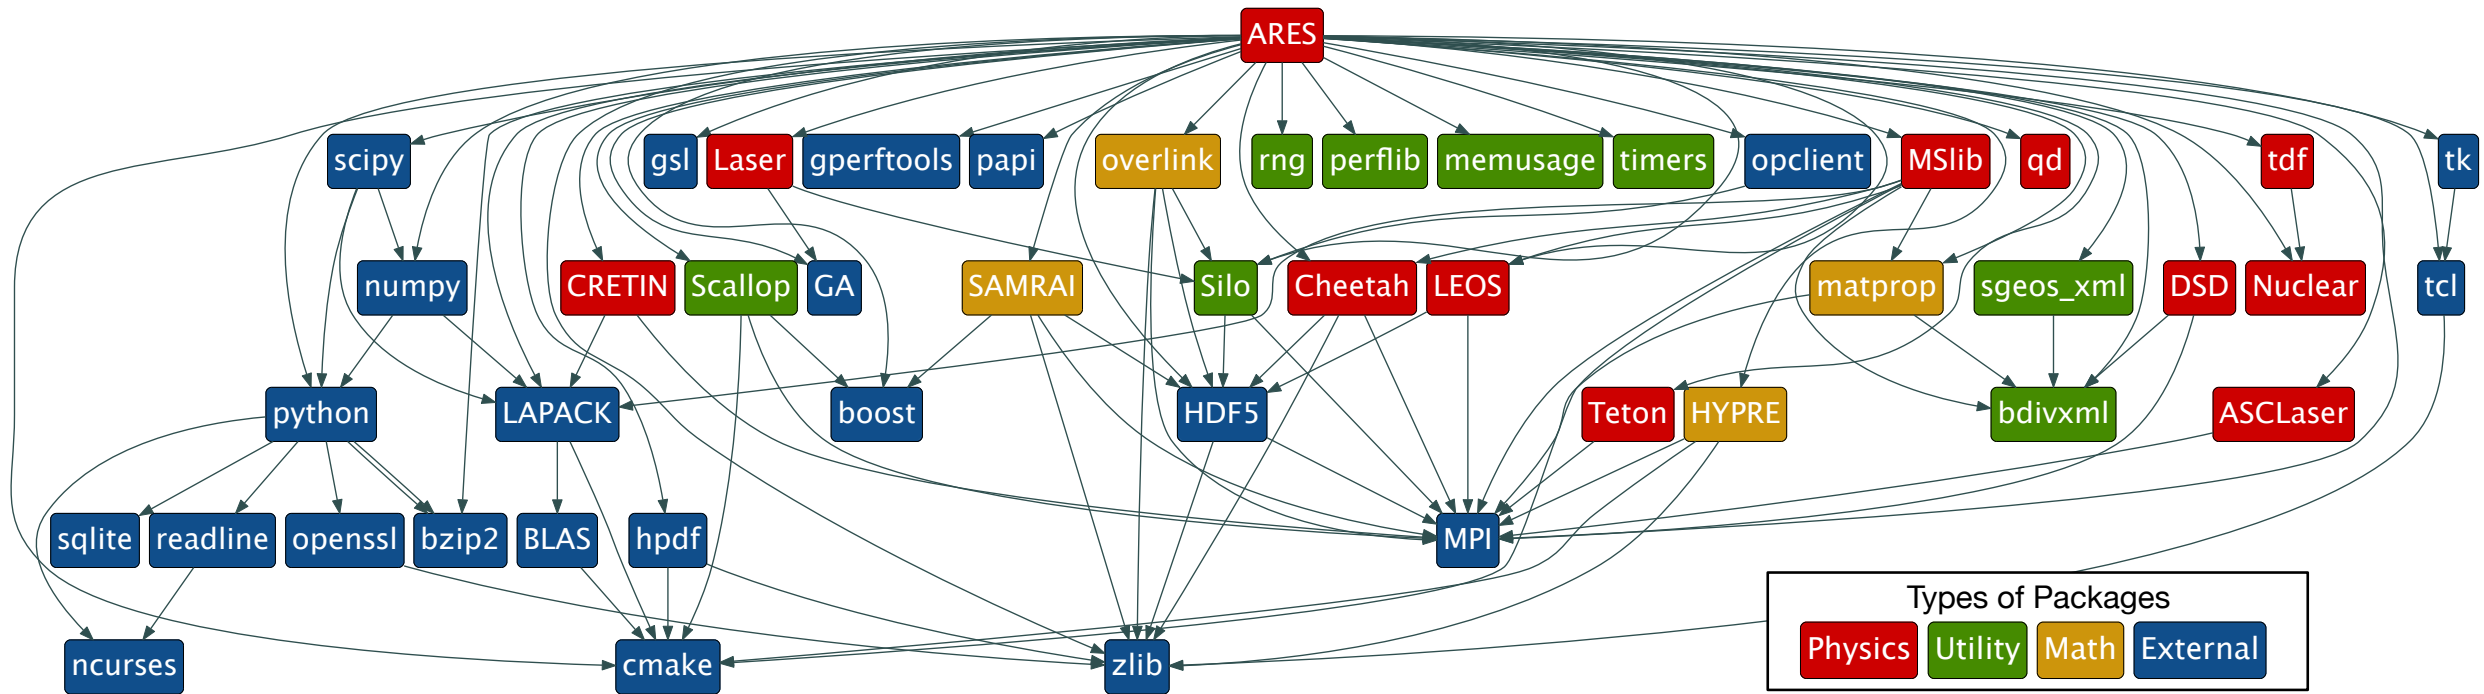 ARES
scipy
gsl
Laser
gperftools
papi
overlink
rng
perflib
memusage
timers
opclient
MSlib
qd
tdf
tk
numpy
CRETIN
Scallop
GA
SAMRAI
Silo
Cheetah
LEOS
matprop
sgeos_xml
DSD
Nuclear
tcl
python
LAPACK
boost
HDF5
Teton
HYPRE
bdivxml
ASCLaser
sqlite
readline
openssl
bzip2
BLAS
hpdf
MPI
ncurses
cmake
zlib
Types of Packages
Physics
Utility
Math
External